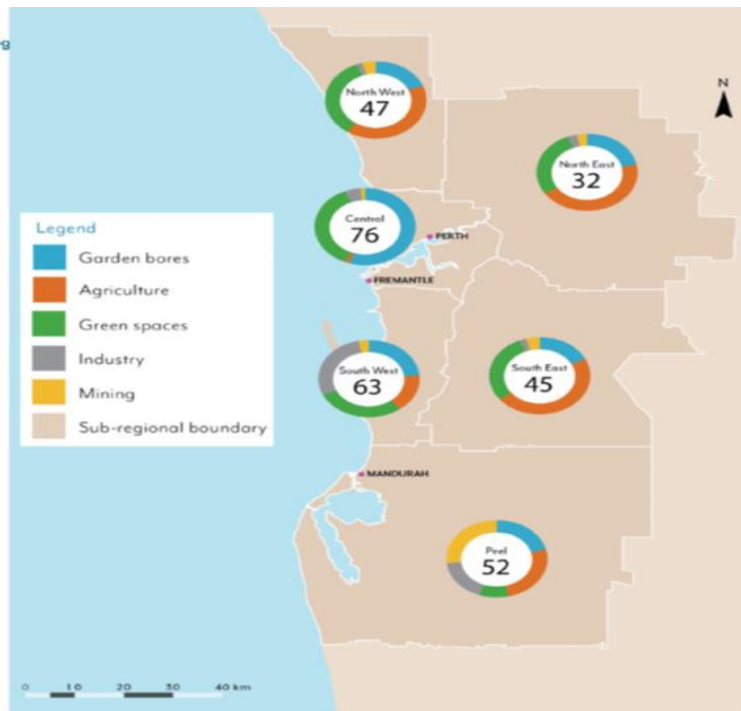 North West
47
N
North East
32
Central
76
PERTH
FREMANTLE
Legend
Garden bores
Agriculture
Green spaces
Industry
Mining
Sub-regional boundary
South West
63
South East
45
MANDURAH
Peel
52
0 10 20 30 40 km